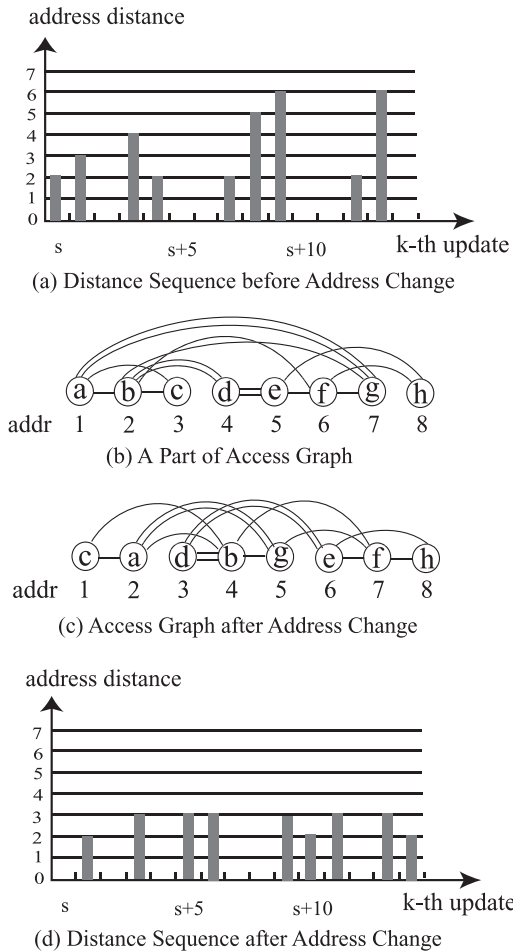 address distance
7
6
5
4
3
2
1
0
s s+5 s+10 k-th update
(a) Distance Sequence before Address Change
a b c d e f g h
addr 1 2 3 4 5 6 7 8
(b) A Part of Access Graph
c a d b g e f h
addr 1 2 3 4 5 6 7 8
(c) Access Graph after Address Change
address distance
7
6
5
4
3
2
1
0
s s+5 s+10 k-th update
(d) Distance Sequence after Address Change